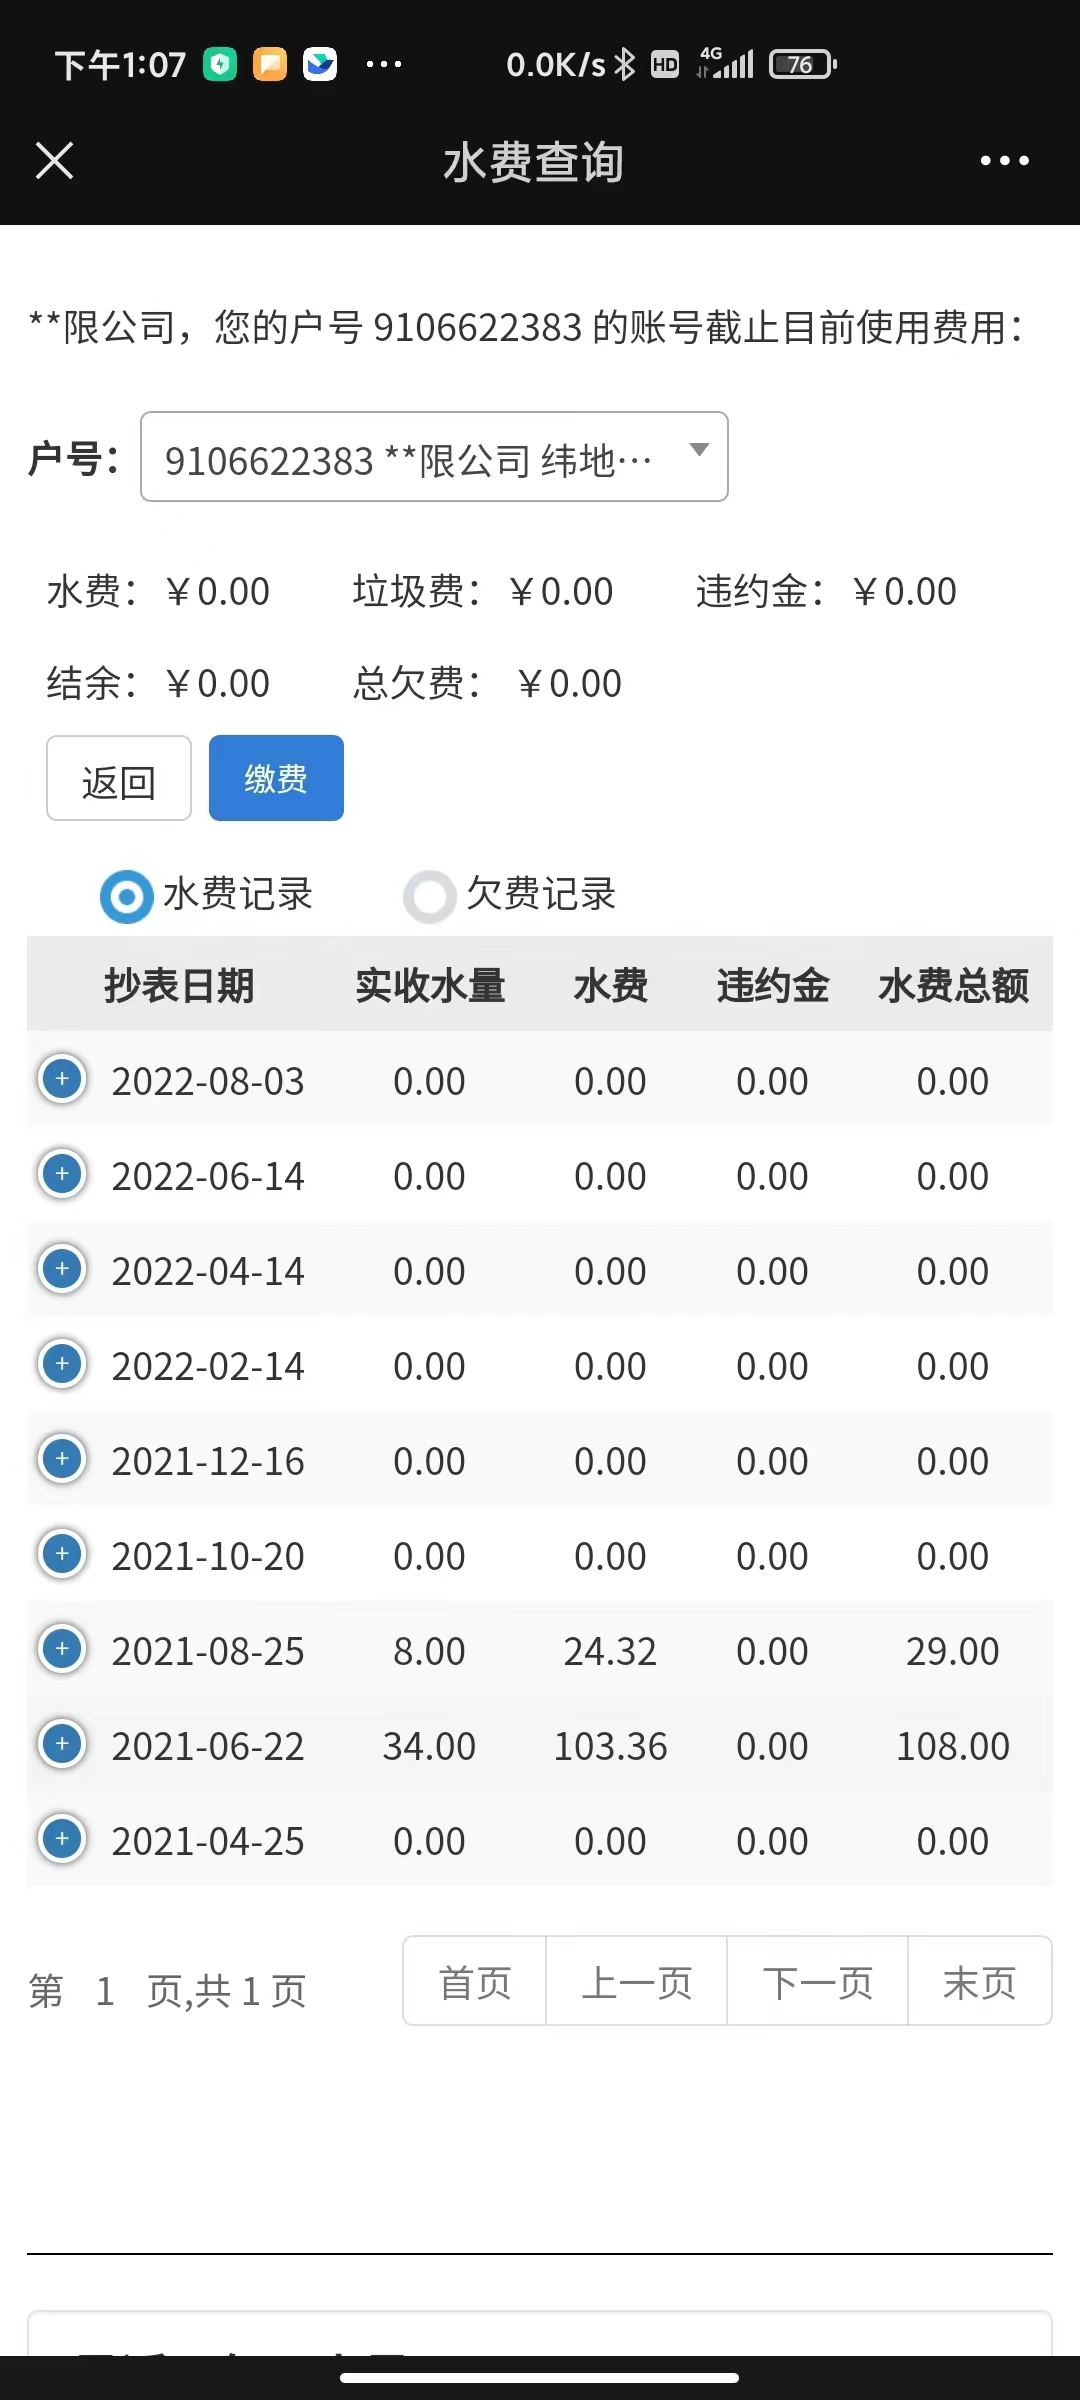 下午1:07 ··· 0.0K/s HD 4G 76
水费查询
**限公司，您的户号 9106622383 的账号截止目前使用费用：
户号： 9106622383 **限公司 纬地···
水费： ￥0.00 垃圾费： ￥0.00 违约金： ￥0.00
结余： ￥0.00 总欠费： ￥0.00
返回 缴费
水费记录 欠费记录
抄表日期 实收水量 水费 违约金 水费总额
+ 2022-08-03 0.00 0.00 0.00 0.00
+ 2022-06-14 0.00 0.00 0.00 0.00
+ 2022-04-14 0.00 0.00 0.00 0.00
+ 2022-02-14 0.00 0.00 0.00 0.00
+ 2021-12-16 0.00 0.00 0.00 0.00
+ 2021-10-20 0.00 0.00 0.00 0.00
+ 2021-08-25 8.00 24.32 0.00 29.00
+ 2021-06-22 34.00 103.36 0.00 108.00
+ 2021-04-25 0.00 0.00 0.00 0.00
第 1 页,共 1 页 首页 上一页 下一页 末页